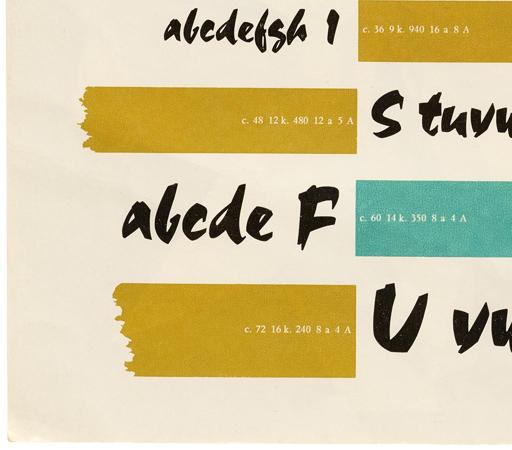 abcdefgh 1 c. 36 9 k. 940 16 a 8 A
c. 48 12 k. 480 12 a 5 A S tuvu
abcde F c. 60 14 k. 350 8 a 4 A
c. 72 16 k. 240 8 a 4 A U vu